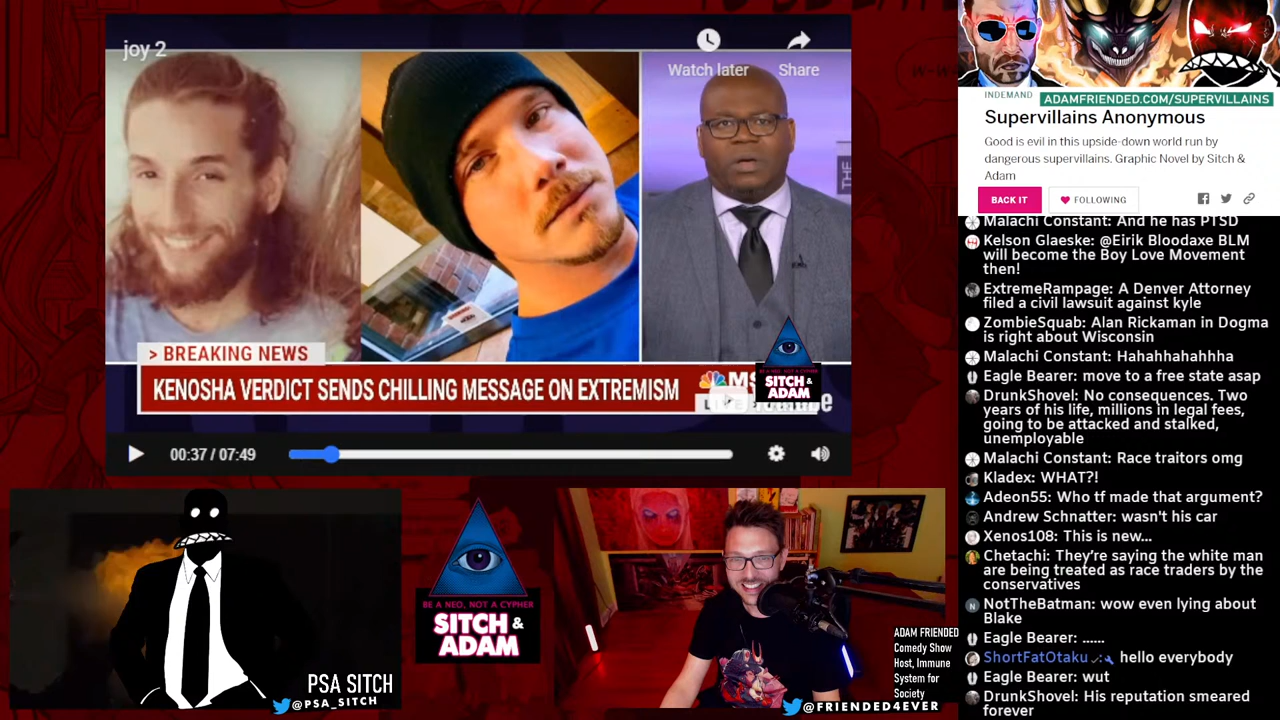 joy 2
Watch later
Share
THE
> BREAKING NEWS
KENOSHA VERDICT SENDS CHILLING MESSAGE ON EXTREMISM
BE A NEO, NOT A CYPHER
SITCH &
ADAM
00:37 / 07:49
PSA SITCH
@PSA_SITCH
BE A NEO, NOT A CYPHER
SITCH &
ADAM
ADAM FRIENDED
Comedy Show
Host, Immune
System for
Society
@FRIENDED4EVER
INDEMAND
ADAMFRIENDED.COM/SUPERVILLAINS
Supervillains Anonymous
Good is evil in this upside-down world run by
dangerous supervillains. Graphic Novel by Sitch &
Adam
BACK IT
FOLLOWING
Malachi Constant: And he has PTSD
Kelson Glaeske: @Eirik Bloodaxe BLM
will become the Boy Love Movement
then!
ExtremeRampage: A Denver Attorney
filed a civil lawsuit against kyle
ZombieSquab: Alan Rickaman in Dogma
is right about Wisconsin
Malachi Constant: Hahahhahahhha
Eagle Bearer: move to a free state asap
DrunkShovel: No consequences. Two
years of his life, millions in legal fees,
going to be attacked and stalked,
unemployable
Malachi Constant: Race traitors omg
Kladex: WHAT?!
Adeon55: Who tf made that argument?
Andrew Schnatter: wasn't his car
Xenos108: This is new...
Chetachi: They're saying the white man
are being treated as race traders by the
conservatives
NotTheBatman: wow even lying about
Blake
Eagle Bearer: ......
ShortFatOtaku hello everybody
Eagle Bearer: wut
DrunkShovel: His reputation smeared
forever